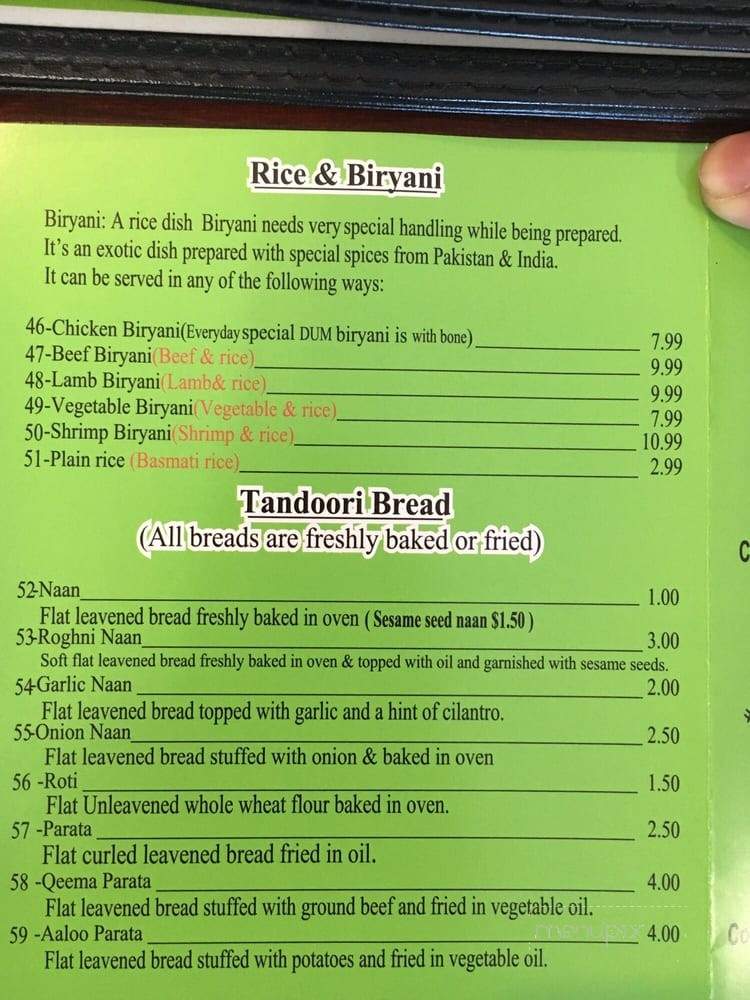 Rice & Biryani
Biryani: A rice dish Biryani needs very special handling while being prepared.
It's an exotic dish prepared with special spices from Pakistan & India.
It can be served in any of the following ways:
46-Chicken Biryani(Everyday special DUM biryani is with bone) 7.99
47-Beef Biryani(Beef & rice) 9.99
48-Lamb Biryani(Lamb& rice) 9.99
49-Vegetable Biryani(Vegetable & rice) 7.99
50-Shrimp Biryani(Shrimp & rice) 10.99
51-Plain rice (Basmati rice) 2.99
Tandoori Bread
(All breads are freshly baked or fried)
52-Naan 1.00
Flat leavened bread freshly baked in oven ( Sesame seed naan $1.50 )
53-Roghni Naan 3.00
Soft flat leavened bread freshly baked in oven & topped with oil and garnished with sesame seeds.
54-Garlic Naan 2.00
Flat leavened bread topped with garlic and a hint of cilantro.
55-Onion Naan 2.50
Flat leavened bread stuffed with onion & baked in oven
56 -Roti 1.50
Flat Unleavened whole wheat flour baked in oven.
57 -Parata 2.50
Flat curled leavened bread fried in oil.
58 -Qeema Parata 4.00
Flat leavened bread stuffed with ground beef and fried in vegetable oil.
59 -Aaloo Parata 4.00
Flat leavened bread stuffed with potatoes and fried in vegetable oil.